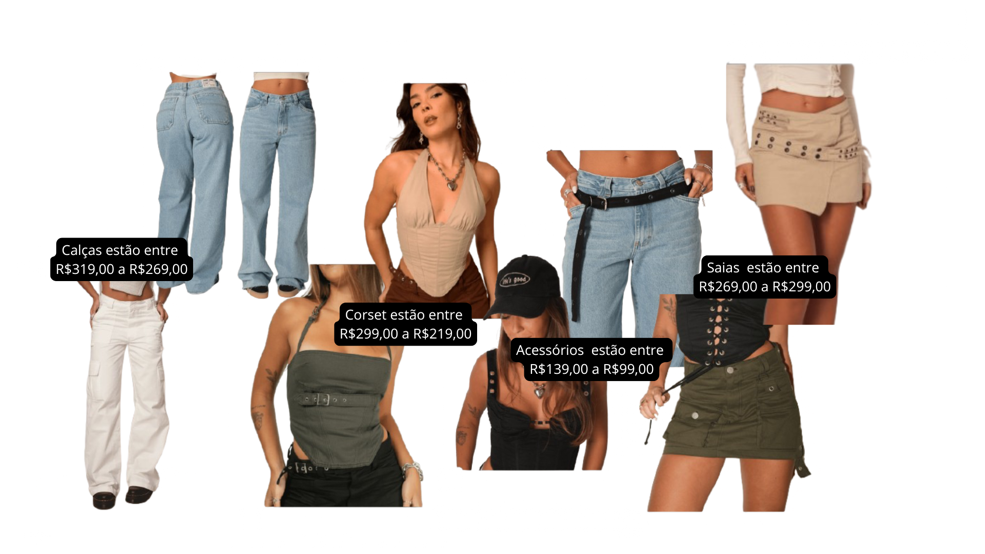 Calças estão entre
R$319,00 a R$269,00
Corset estão entre
R$299,00 a R$219,00
Acessórios estão entre
R$139,00 a R$99,00
Saias estão entre
R$269,00 a R$299,00